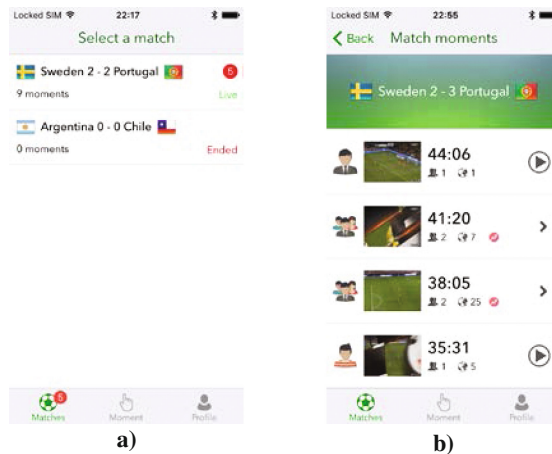 Locked SIM 22:17
Select a match
Sweden 2 - 2 Portugal 5
9 moments Live
Argentina 0 - 0 Chile
0 moments Ended
5
Matches Moment Profile
a)
Locked SIM 22:55
Back Match moments
Sweden 2 - 3 Portugal
44:06
1 1
41:20
2 7
38:05
2 25
35:31
1 5
Matches Moment Profile
b)